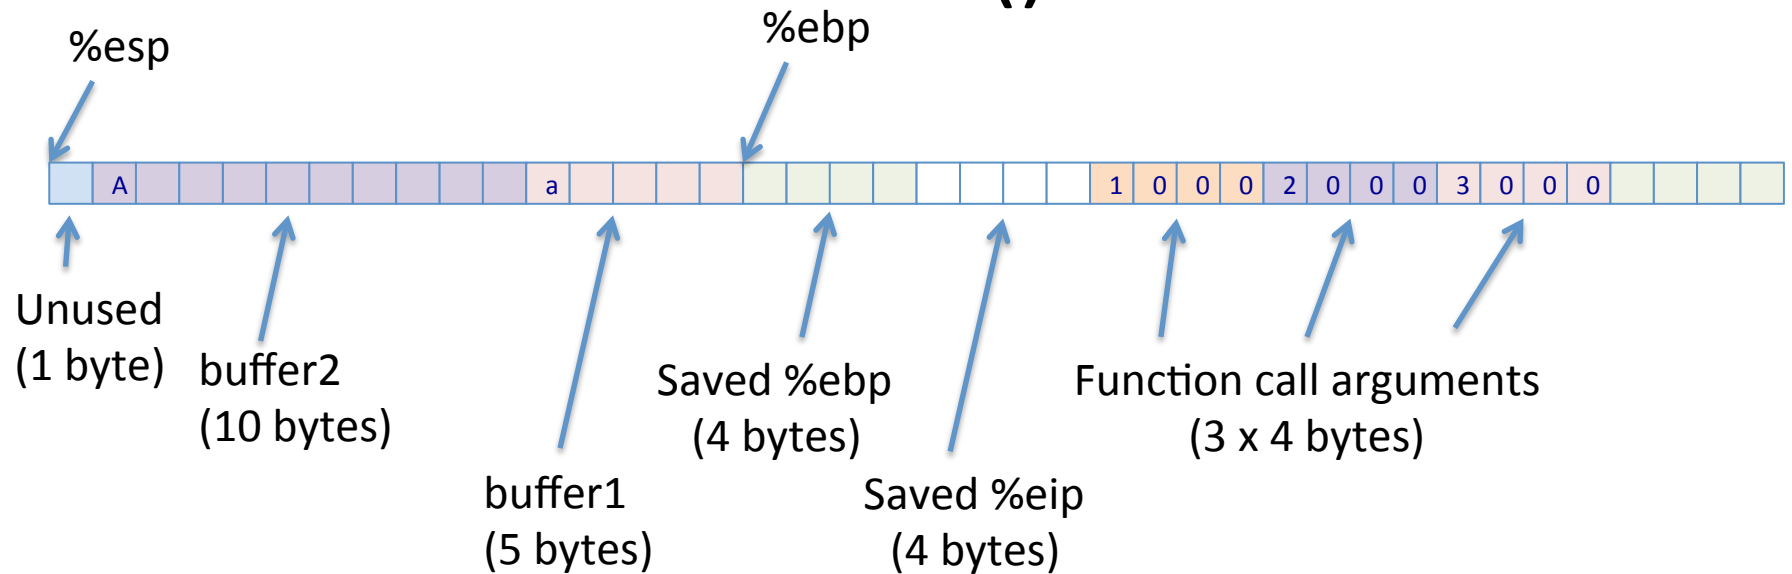 ()
%esp
%ebp
A a 1 0 0 0 2 0 0 0 3 0 0 0
Unused
(1 byte)
buffer2
(10 bytes)
buffer1
(5 bytes)
Saved %ebp
(4 bytes)
Saved %eip
(4 bytes)
Function call arguments
(3 x 4 bytes)